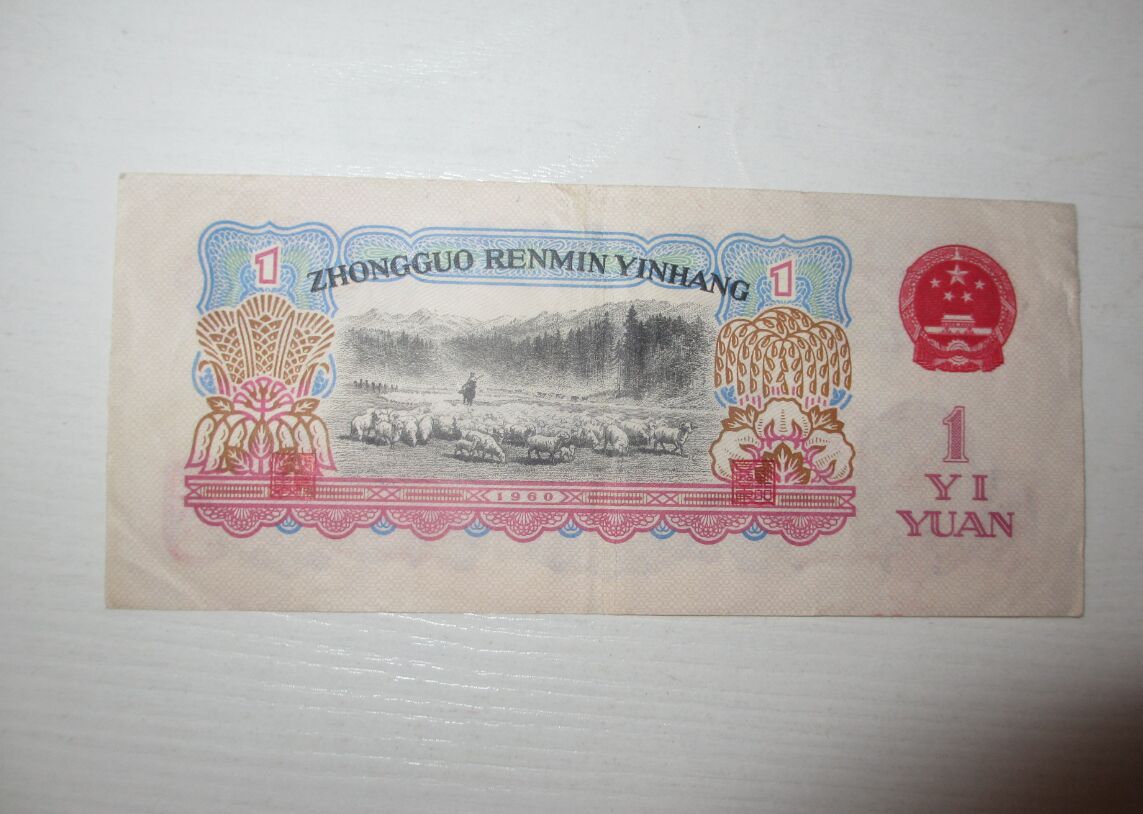 1
ZHONGGUO RENMIN YINHANG
1
1960
1
YI
YUAN